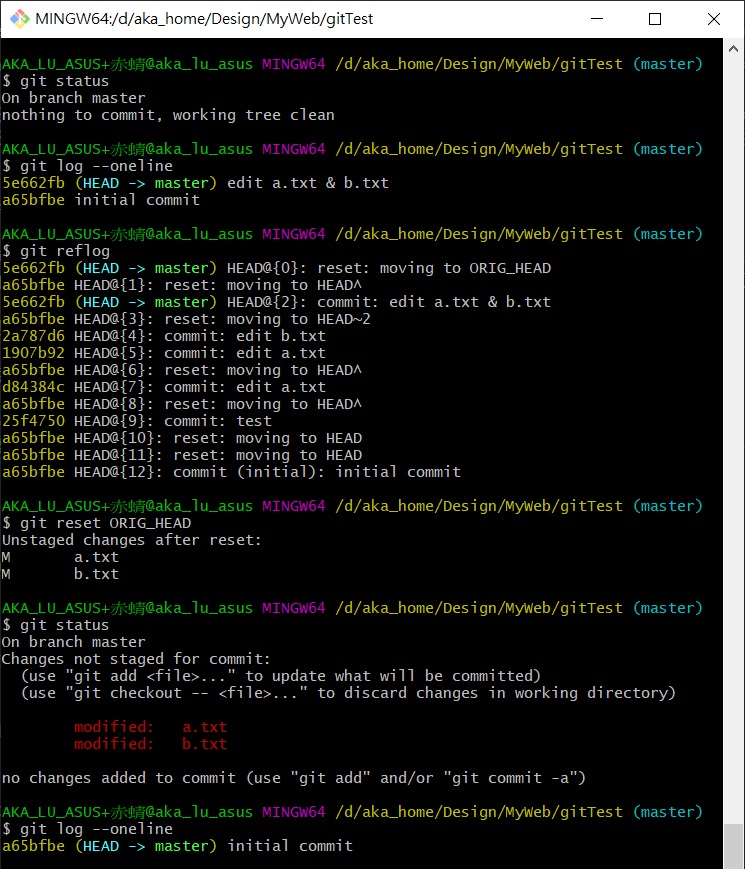 MINGW64:/d/aka_home/Design/MyWeb/gitTest
AKA_LU_ASUS+赤蜻@aka_lu_asus MINGW64 /d/aka_home/Design/MyWeb/gitTest (master)
$ git status
On branch master
nothing to commit, working tree clean
AKA_LU_ASUS+赤蜻@aka_lu_asus MINGW64 /d/aka_home/Design/MyWeb/gitTest (master)
$ git log --oneline
5e662fb (HEAD -> master) edit a.txt & b.txt
a65bfbe initial commit
AKA_LU_ASUS+赤蜻@aka_lu_asus MINGW64 /d/aka_home/Design/MyWeb/gitTest (master)
$ git reflog
5e662fb (HEAD -> master) HEAD@{0}: reset: moving to ORIG_HEAD
a65bfbe HEAD@{1}: reset: moving to HEAD^
5e662fb (HEAD -> master) HEAD@{2}: commit: edit a.txt & b.txt
a65bfbe HEAD@{3}: reset: moving to HEAD~2
2a787d6 HEAD@{4}: commit: edit b.txt
1907b92 HEAD@{5}: commit: edit a.txt
a65bfbe HEAD@{6}: reset: moving to HEAD^
d84384c HEAD@{7}: commit: edit a.txt
a65bfbe HEAD@{8}: reset: moving to HEAD^
25f4750 HEAD@{9}: commit: test
a65bfbe HEAD@{10}: reset: moving to HEAD
a65bfbe HEAD@{11}: reset: moving to HEAD
a65bfbe HEAD@{12}: commit (initial): initial commit
AKA_LU_ASUS+赤蜻@aka_lu_asus MINGW64 /d/aka_home/Design/MyWeb/gitTest (master)
$ git reset ORIG_HEAD
Unstaged changes after reset:
M       a.txt
M       b.txt
AKA_LU_ASUS+赤蜻@aka_lu_asus MINGW64 /d/aka_home/Design/MyWeb/gitTest (master)
$ git status
On branch master
Changes not staged for commit:
  (use "git add <file>..." to update what will be committed)
  (use "git checkout -- <file>..." to discard changes in working directory)
        modified:   a.txt
        modified:   b.txt
no changes added to commit (use "git add" and/or "git commit -a")
AKA_LU_ASUS+赤蜻@aka_lu_asus MINGW64 /d/aka_home/Design/MyWeb/gitTest (master)
$ git log --oneline
a65bfbe (HEAD -> master) initial commit